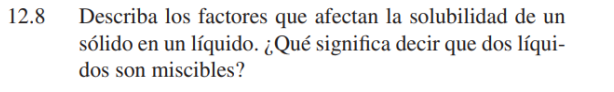 12.8 Describa los factores que afectan la solubilidad de un
sólido en un líquido. ¿Qué significa decir que dos líqui-
dos son miscibles?